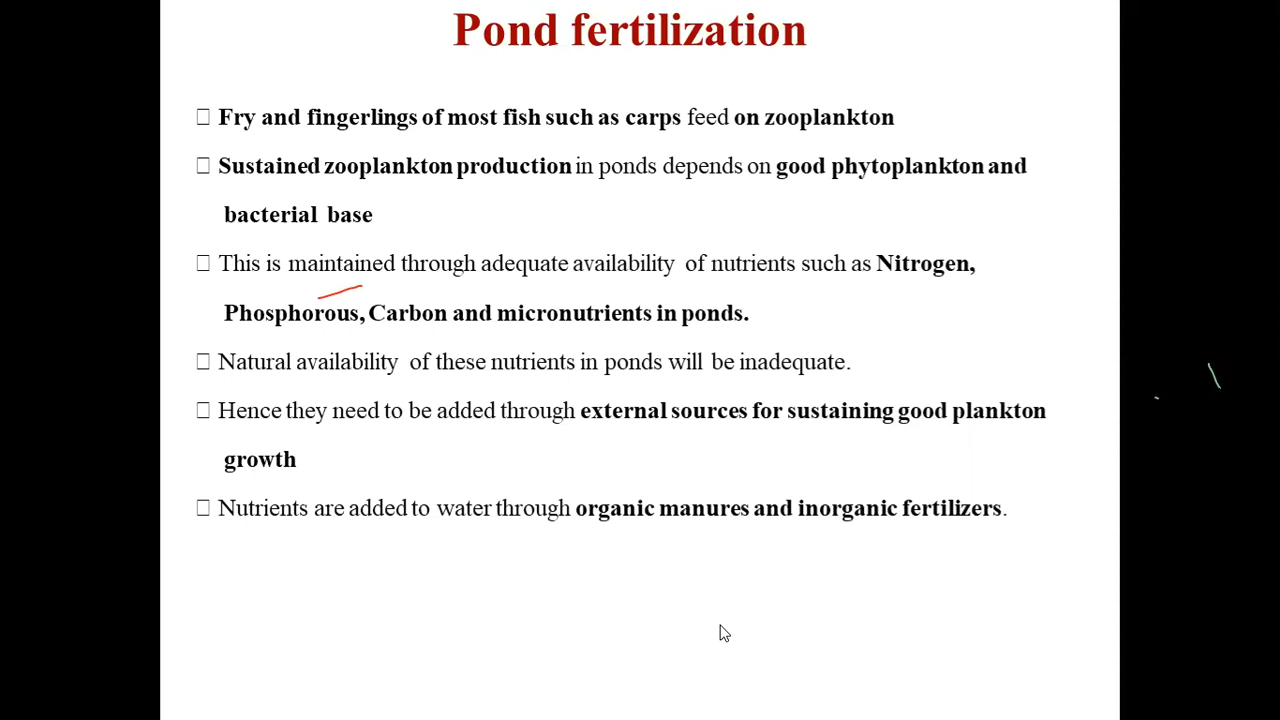 Pond fertilization
Fry and fingerlings of most fish such as carps feed on zooplankton
Sustained zooplankton production in ponds depends on good phytoplankton and
bacterial base
This is maintained through adequate availability of nutrients such as Nitrogen,
Phosphorous, Carbon and micronutrients in ponds.
Natural availability of these nutrients in ponds will be inadequate.
Hence they need to be added through external sources for sustaining good plankton
growth
Nutrients are added to water through organic manures and inorganic fertilizers.